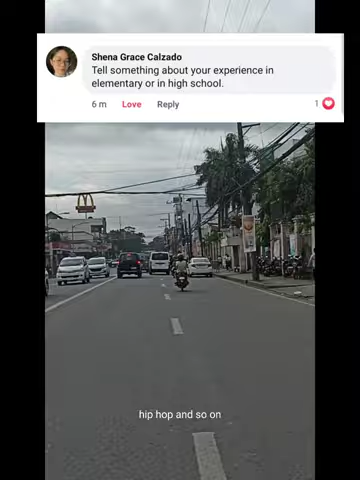 Shena Grace Calzado
Tell something about your experience in
elementary or in high school.
6 m Love Reply 1
hip hop and so on